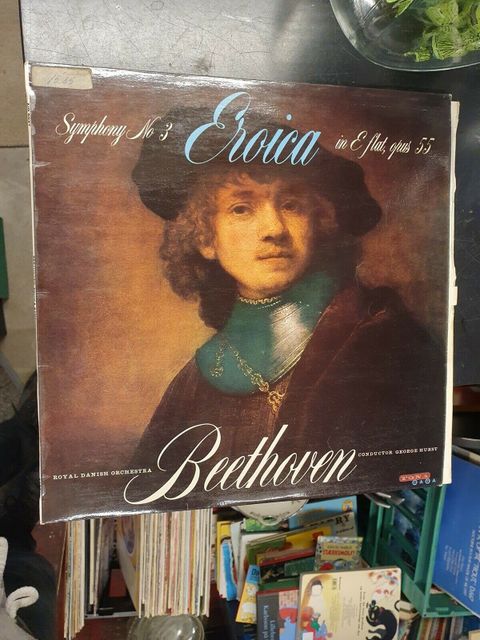 Symphony No 3 Eroica in E flat, opus 55
ROYAL DANISH ORCHESTRA Beethoven CONDUCTOR GEORGE HURST